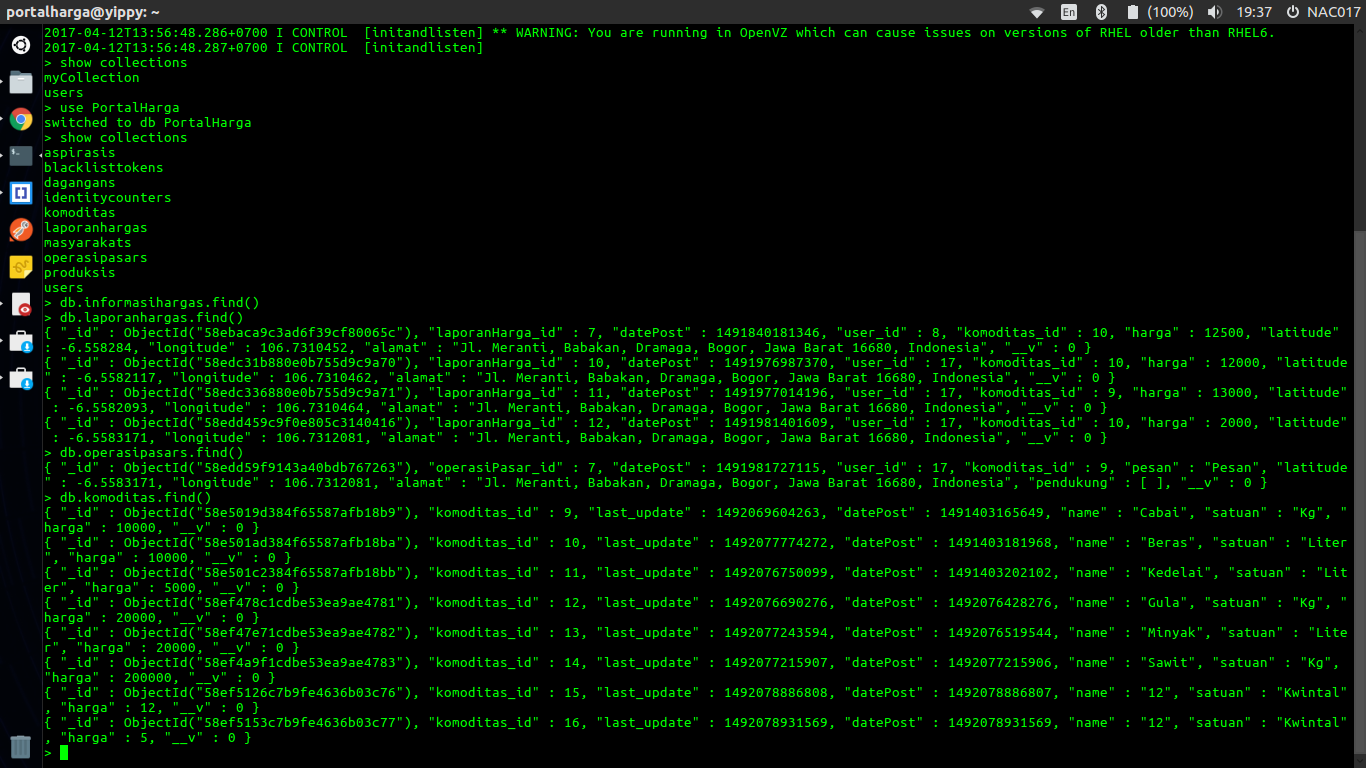 portalharga@yippy: ~
En
(100%)
19:37
NAC017
2017-04-12T13:56:48.286+0700 I CONTROL  [initandlisten] ** WARNING: You are running in OpenVZ which can cause issues on versions of RHEL older than RHEL6.
2017-04-12T13:56:48.287+0700 I CONTROL  [initandlisten]
> show collections
myCollection
users
> use PortalHarga
switched to db PortalHarga
> show collections
aspirasis
blacklisttokens
dagangans
identitycounters
komoditas
laporanhargas
masyarakats
operasipasars
produksis
users
> db.informasihargas.find()
> db.laporanhargas.find()
{ "_id" : ObjectId("58ebaca9c3ad6f39cf80065c"), "laporanHarga_id" : 7, "datePost" : 1491840181346, "user_id" : 8, "komoditas_id" : 10, "harga" : 12500, "latitude"
: -6.558284, "longitude" : 106.7310452, "alamat" : "Jl. Meranti, Babakan, Dramaga, Bogor, Jawa Barat 16680, Indonesia", "__v" : 0 }
{ "_id" : ObjectId("58edc31b880e0b755d9c9a70"), "laporanHarga_id" : 10, "datePost" : 1491976987370, "user_id" : 17, "komoditas_id" : 10, "harga" : 12000, "latitude
" : -6.5582117, "longitude" : 106.7310462, "alamat" : "Jl. Meranti, Babakan, Dramaga, Bogor, Jawa Barat 16680, Indonesia", "__v" : 0 }
{ "_id" : ObjectId("58edc336880e0b755d9c9a71"), "laporanHarga_id" : 11, "datePost" : 1491977014196, "user_id" : 17, "komoditas_id" : 9, "harga" : 13000, "latitude"
 : -6.5582093, "longitude" : 106.7310464, "alamat" : "Jl. Meranti, Babakan, Dramaga, Bogor, Jawa Barat 16680, Indonesia", "__v" : 0 }
{ "_id" : ObjectId("58edd459c9f0e805c3140416"), "laporanHarga_id" : 12, "datePost" : 1491981401609, "user_id" : 17, "komoditas_id" : 10, "harga" : 2000, "latitude"
 : -6.5583171, "longitude" : 106.7312081, "alamat" : "Jl. Meranti, Babakan, Dramaga, Bogor, Jawa Barat 16680, Indonesia", "__v" : 0 }
> db.operasipasars.find()
{ "_id" : ObjectId("58edd59f9143a40bdb767263"), "operasiPasar_id" : 7, "datePost" : 1491981727115, "user_id" : 17, "komoditas_id" : 9, "pesan" : "Pesan", "latitude
" : -6.5583171, "longitude" : 106.7312081, "alamat" : "Jl. Meranti, Babakan, Dramaga, Bogor, Jawa Barat 16680, Indonesia", "pendukung" : [ ], "__v" : 0 }
> db.komoditas.find()
{ "_id" : ObjectId("58e5019d384f65587afb18b9"), "komoditas_id" : 9, "last_update" : 1492069604263, "datePost" : 1491403165649, "name" : "Cabai", "satuan" : "Kg", "
harga" : 10000, "__v" : 0 }
{ "_id" : ObjectId("58e501ad384f65587afb18ba"), "komoditas_id" : 10, "last_update" : 1492077774272, "datePost" : 1491403181968, "name" : "Beras", "satuan" : "Liter
", "harga" : 10000, "__v" : 0 }
{ "_id" : ObjectId("58e501c2384f65587afb18bb"), "komoditas_id" : 11, "last_update" : 1492076750099, "datePost" : 1491403202102, "name" : "Kedelai", "satuan" : "Lit
er", "harga" : 5000, "__v" : 0 }
{ "_id" : ObjectId("58ef478c1cdbe53ea9ae4781"), "komoditas_id" : 12, "last_update" : 1492076690276, "datePost" : 1492076428276, "name" : "Gula", "satuan" : "Kg", "
harga" : 20000, "__v" : 0 }
{ "_id" : ObjectId("58ef47e71cdbe53ea9ae4782"), "komoditas_id" : 13, "last_update" : 1492077243594, "datePost" : 1492076519544, "name" : "Minyak", "satuan" : "Lite
r", "harga" : 20000, "__v" : 0 }
{ "_id" : ObjectId("58ef4a9f1cdbe53ea9ae4783"), "komoditas_id" : 14, "last_update" : 1492077215907, "datePost" : 1492077215906, "name" : "Sawit", "satuan" : "Kg",
"harga" : 200000, "__v" : 0 }
{ "_id" : ObjectId("58ef5126c7b9fe4636b03c76"), "komoditas_id" : 15, "last_update" : 1492078886808, "datePost" : 1492078886807, "name" : "12", "satuan" : "Kwintal"
, "harga" : 12, "__v" : 0 }
{ "_id" : ObjectId("58ef5153c7b9fe4636b03c77"), "komoditas_id" : 16, "last_update" : 1492078931569, "datePost" : 1492078931569, "name" : "12", "satuan" : "Kwintal"
, "harga" : 5, "__v" : 0 }
>